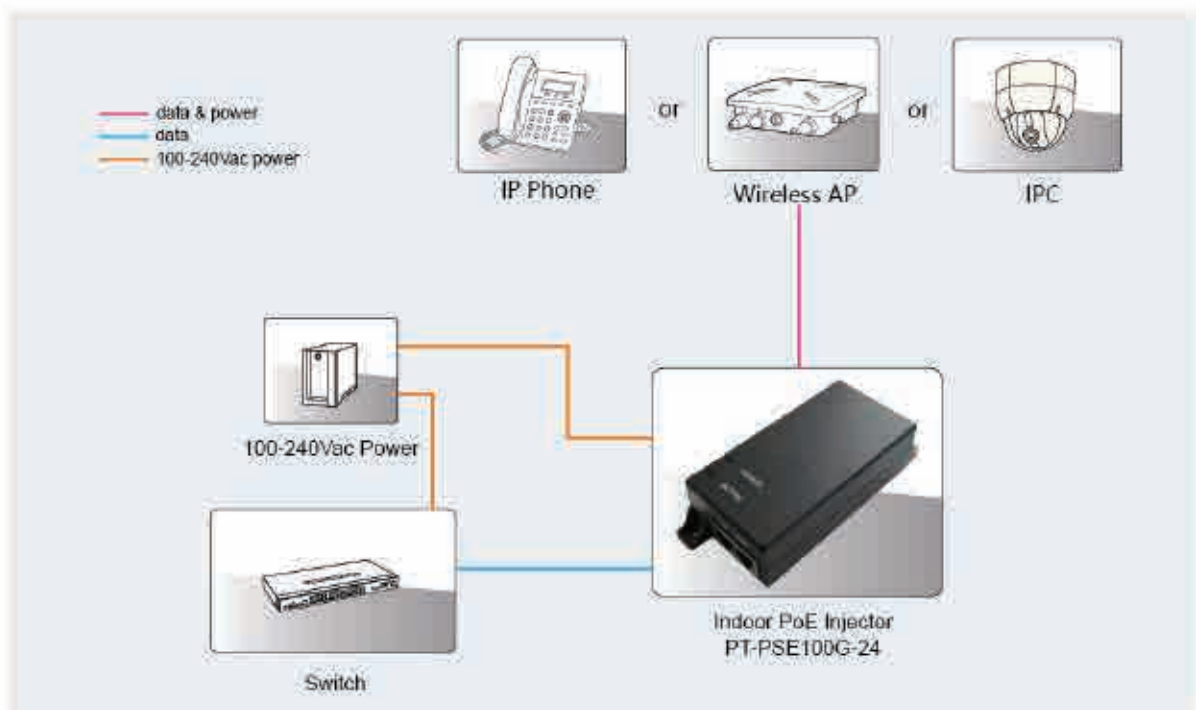 data & power
data
100-240Vac power
or
or
IP Phone
Wireless AP
IPC
100-240Vac Power
Indoor PoE Injector
PT-PSE100G-24
Switch